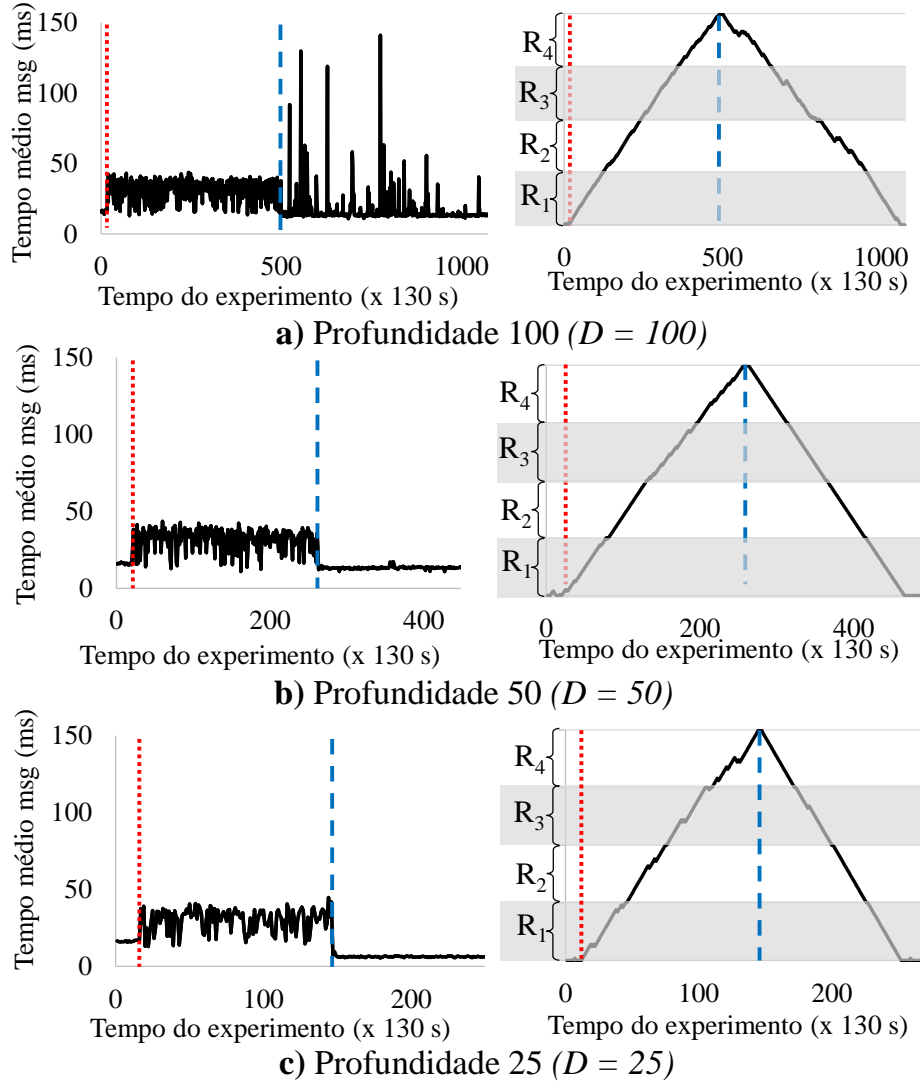 Tempo médio msg (ms)
150
100
50
0
0 500 1000
Tempo do experimento (x 130 s)
R4
R3
R2
R1
0 500 1000
Tempo do experimento (x 130 s)
a) Profundidade 100 (D = 100)
Tempo médio msg (ms)
150
100
50
0
0 200 400
Tempo do experimento (x 130 s)
R4
R3
R2
R1
0 200 400
Tempo do experimento (x 130 s)
b) Profundidade 50 (D = 50)
Tempo médio msg (ms)
150
100
50
0
0 100 200
Tempo do experimento (x 130 s)
R4
R3
R2
R1
0 100 200
Tempo do experimento (x 130 s)
c) Profundidade 25 (D = 25)